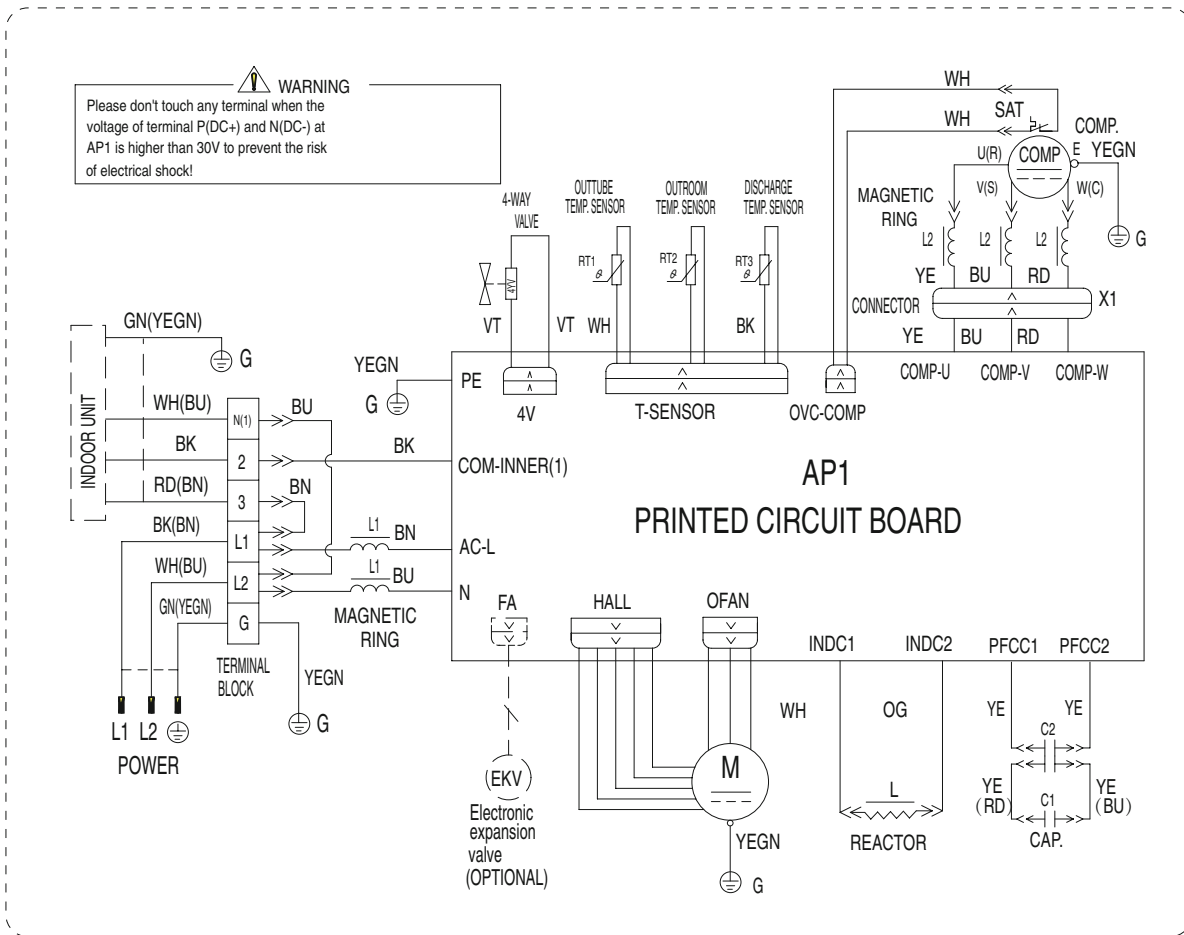 WARNING
Please don't touch any terminal when the
voltage of terminal P(DC+) and N(DC-) at
AP1 is higher than 30V to prevent the risk
of electrical shock!
WH
WH
SAT
COMP.
U(R)
COMP
E
YEGN
V(S)
W(C)
MAGNETIC
RING
L2
L2
L2
G
YE
BU
RD
CONNECTOR
X1
YE
BU
RD
4-WAY
VALVE
OUTTUBE
TEMP. SENSOR
OUTROOM
TEMP. SENSOR
DISCHARGE
TEMP. SENSOR
RT1
θ
RT2
θ
RT3
θ
4YV
VT
VT
WH
BK
GN(YEGN)
G
INDOOR UNIT
YEGN
G
PE
4V
T-SENSOR
OVC-COMP
COMP-U
COMP-V
COMP-W
WH(BU)
N(1)
BU
BK
2
BK
COM-INNER(1)
RD(BN)
3
BN
BK(BN)
L1
L1
BN
AC-L
WH(BU)
L2
L1
BU
N
GN(YEGN)
G
MAGNETIC
RING
AP1
PRINTED CIRCUIT BOARD
TERMINAL
BLOCK
YEGN
G
L1
L2
POWER
FA
HALL
OFAN
INDC1
INDC2
PFCC1
PFCC2
EKV
Electronic
expansion
valve
(OPTIONAL)
M
YEGN
G
WH
OG
L
REACTOR
YE
YE
C2
YE
(RD)
C1
YE
(BU)
CAP.